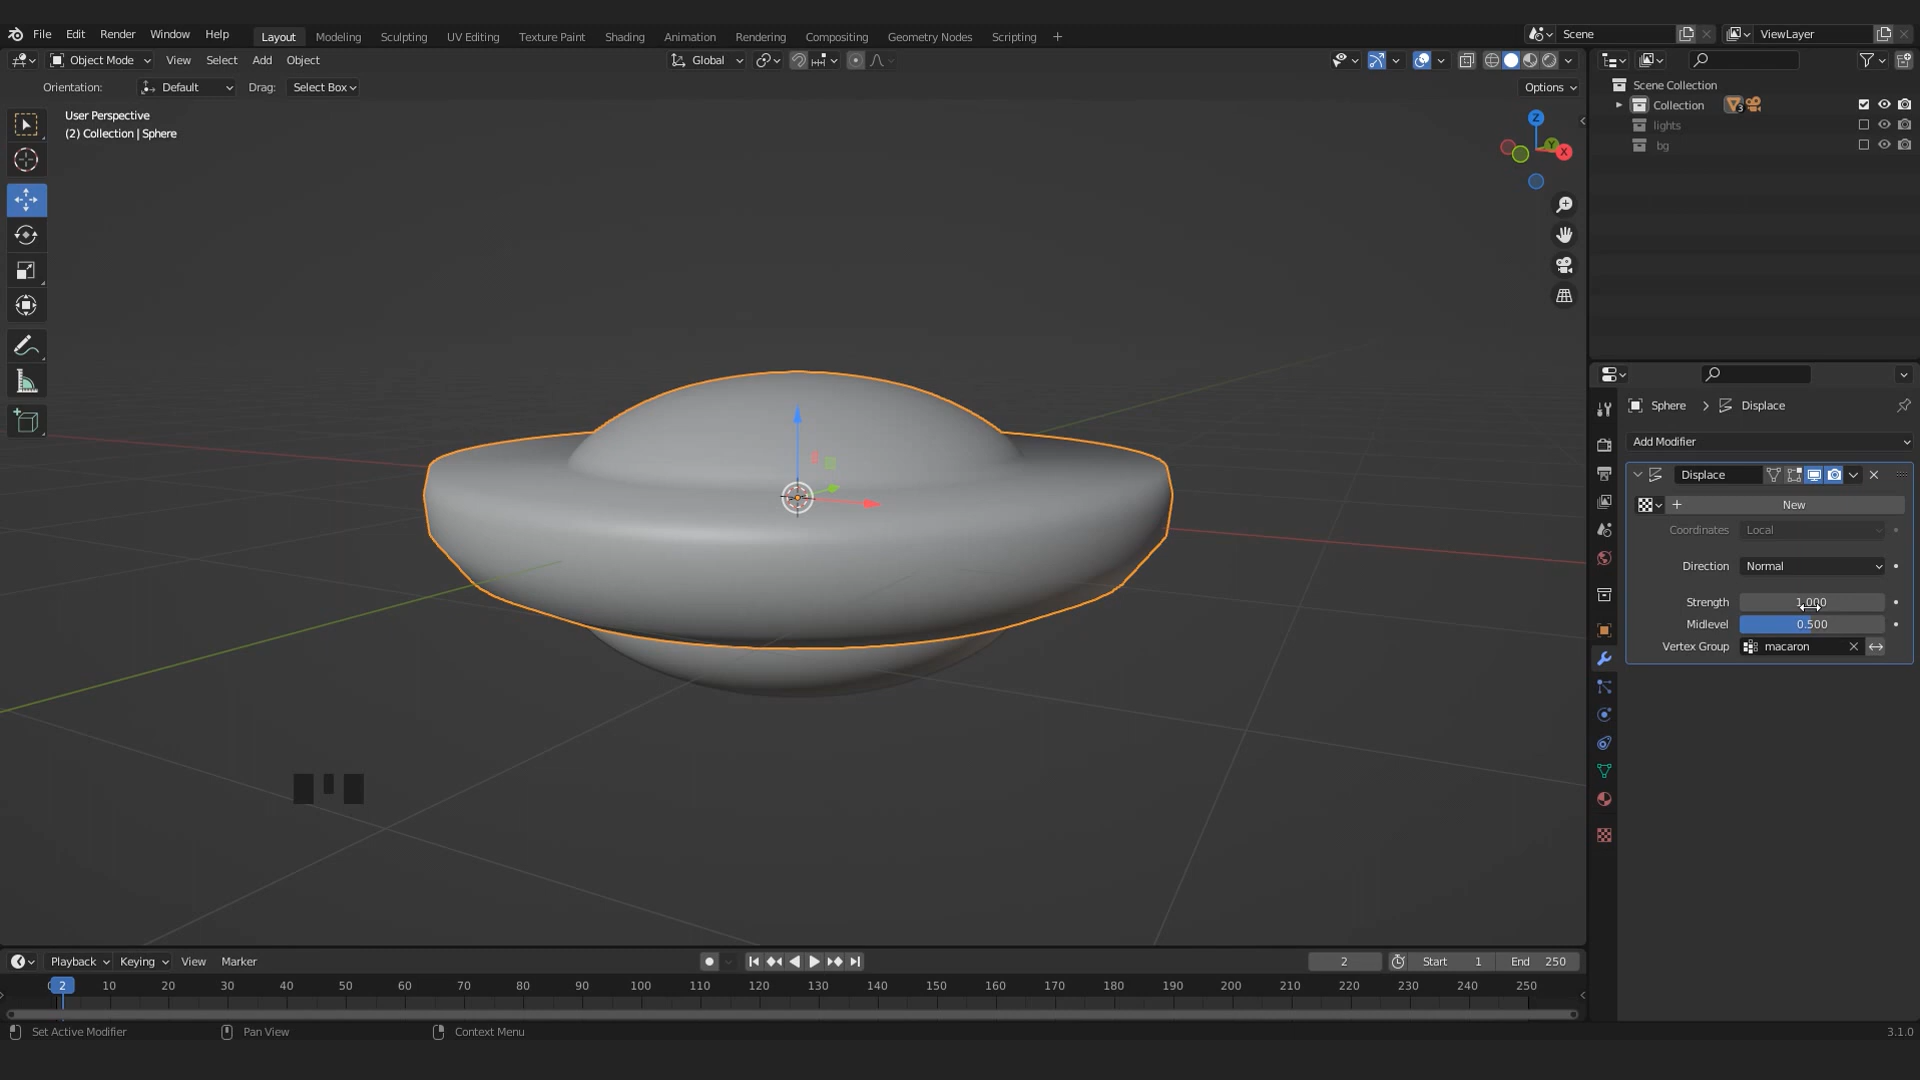 File Edit Render Window Help Layout Modeling Sculpting UV Editing Texture Paint Shading Animation Rendering Compositing Geometry Nodes Scripting + Scene ViewLayer
Object Mode View Select Add Object Global
Orientation: Default Drag: Select Box Options
User Perspective
(2) Collection | Sphere
Z
Y
X
Scene Collection
Collection 3
lights
bg
Sphere > Displace
Add Modifier
Displace
+ New
Coordinates Local
Direction Normal
Strength 1.000
Midlevel 0.500
Vertex Group macaron
Playback Keying View Marker 2 Start 1 End 250
2 10 20 30 40 50 60 70 80 90 100 110 120 130 140 150 160 170 180 190 200 210 220 230 240 250
Set Active Modifier Pan View Context Menu 3.1.0